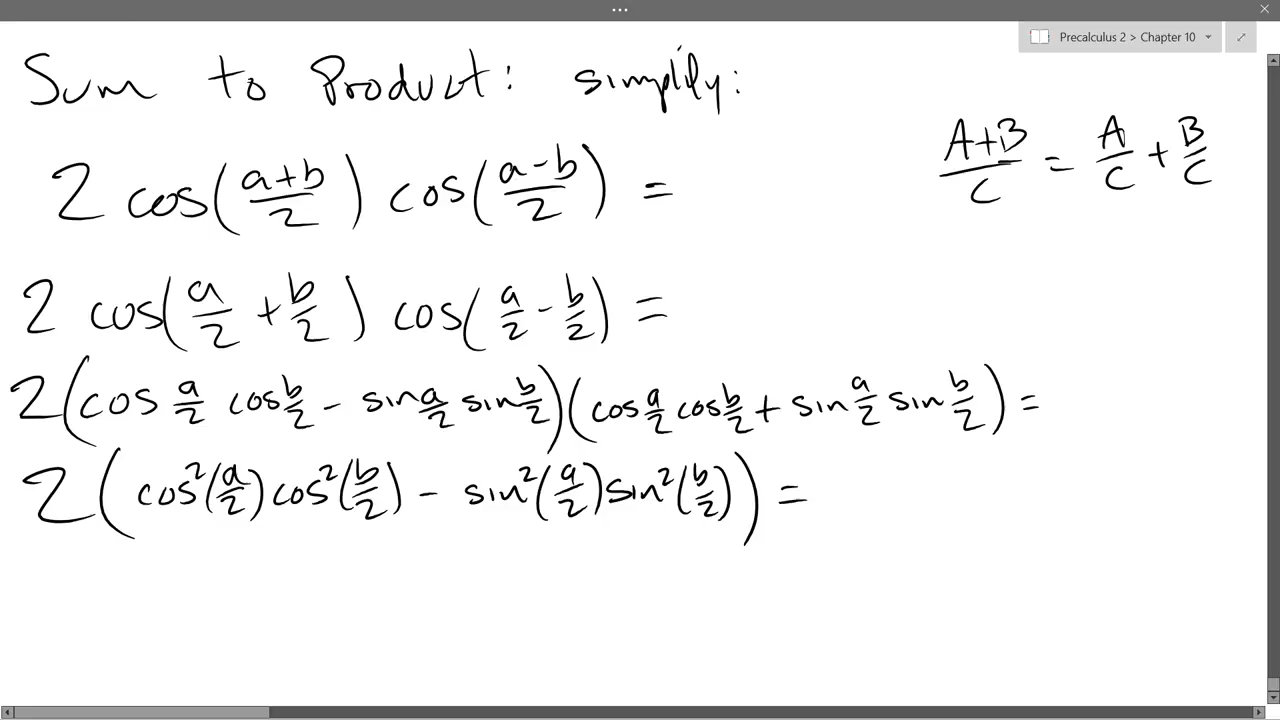 Precalculus 2 > Chapter 10
Sum to Product: simplify:
(A+B)/C = A/C + B/C
2 cos((a+b)/2) cos((a-b)/2) =
2 cos(a/2 + b/2) cos(a/2 - b/2) =
2(cos a/2 cos b/2 - sin a/2 sin b/2)(cos a/2 cos b/2 + sin a/2 sin b/2) =
2(cos²(a/2)cos²(b/2) - sin²(a/2)sin²(b/2)) =